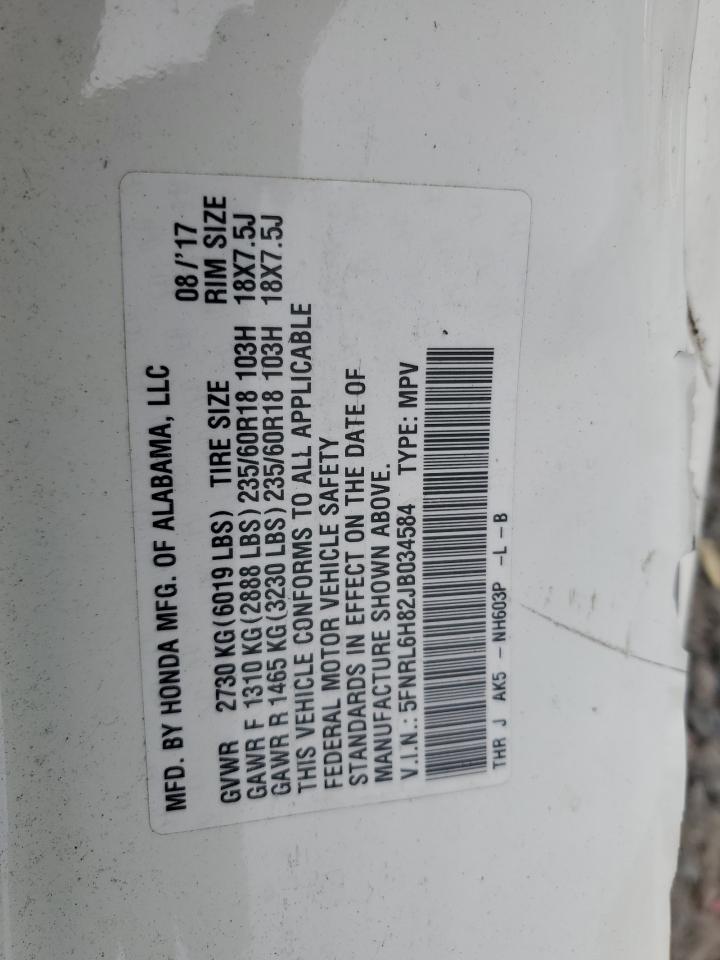 MFD. BY HONDA MFG. OF ALABAMA, LLC 08/'17
GVWR 2730 KG(6019 LBS) TIRE SIZE RIM SIZE
GAWR F 1310 KG(2888 LBS) 235/60R18 103H 18X7.5J
GAWR R 1465 KG(3230 LBS) 235/60R18 103H 18X7.5J
THIS VEHICLE CONFORMS TO ALL APPLICABLE
FEDERAL MOTOR VEHICLE SAFETY
STANDARDS IN EFFECT ON THE DATE OF
MANUFACTURE SHOWN ABOVE.
V.I.N.: 5FNRL6H82JB034584 TYPE: MPV
THR J AK5 - NH603P -L-B